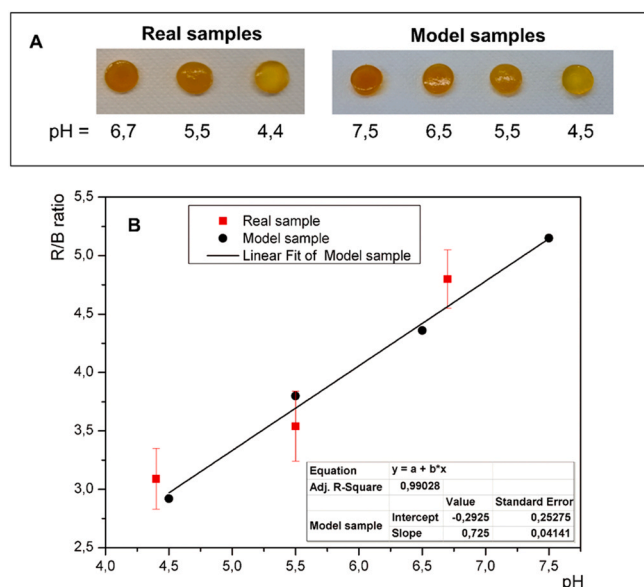 A
Real samples
Model samples
pH = 6,7 5,5 4,4 7,5 6,5 5,5 4,5
B
Real sample
Model sample
Linear Fit of Model sample
R/B ratio
5,5
5,0
4,5
4,0
3,5
3,0
2,5
Equation y = a + b*x
Adj. R-Square 0,99028
Value Standard Error
Model sample Intercept -0,2925 0,25275
Slope 0,725 0,04141
4,0 4,5 5,0 5,5 6,0 6,5 7,0 7,5
pH